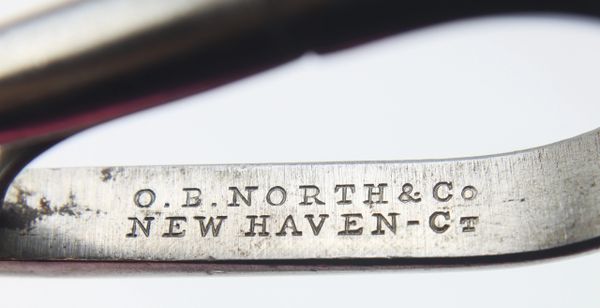 O. B. NORTH & Co
NEW HAVEN-CT